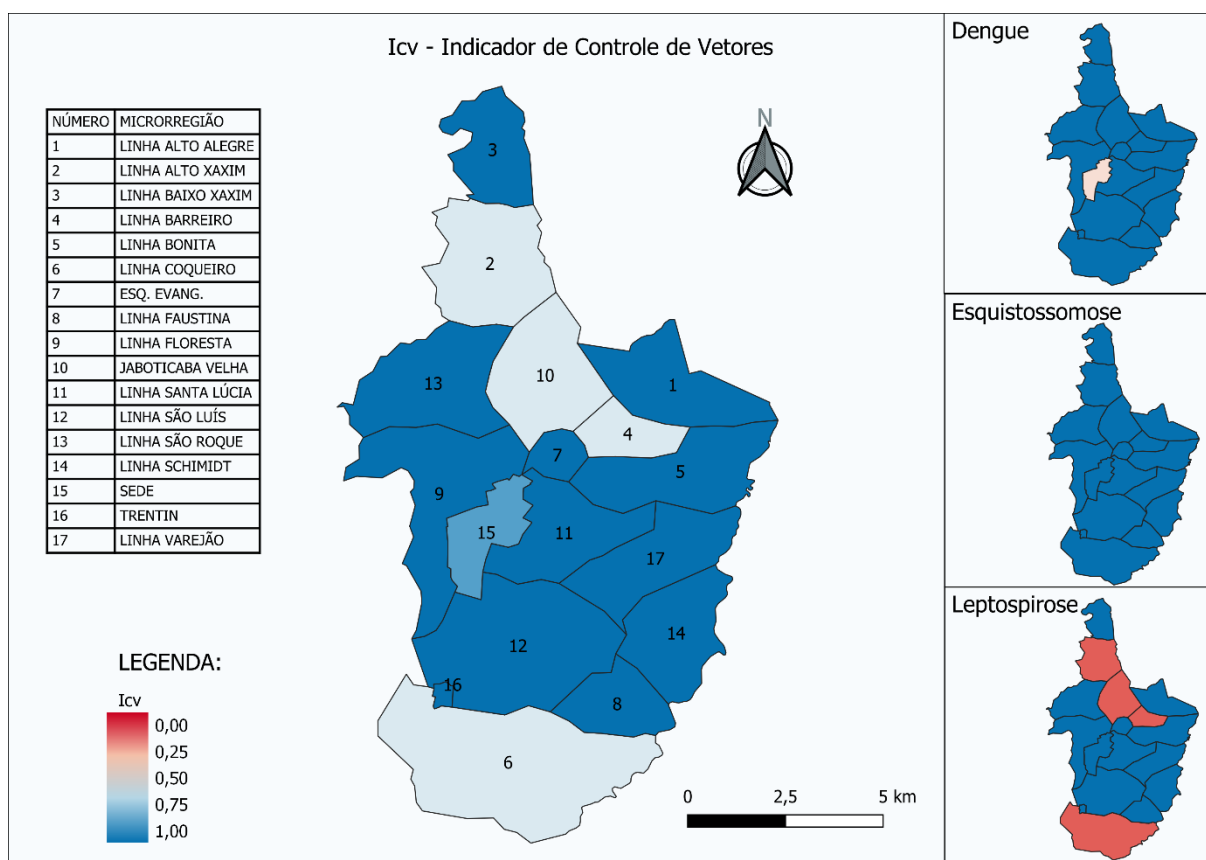 Icv - Indicador de Controle de Vetores
N
NÚMERO MICRORREGIÃO
1 LINHA ALTO ALEGRE
2 LINHA ALTO XAXIM
3 LINHA BAIXO XAXIM
4 LINHA BARREIRO
5 LINHA BONITA
6 LINHA COQUEIRO
7 ESQ. EVANG.
8 LINHA FAUSTINA
9 LINHA FLORESTA
10 JABOTICABA VELHA
11 LINHA SANTA LÚCIA
12 LINHA SÃO LUÍS
13 LINHA SÃO ROQUE
14 LINHA SCHIMIDT
15 SEDE
16 TRENTIN
17 LINHA VAREJÃO
3
2
10
13
1
4
7
5
9
15
11
17
12
14
16
8
6
LEGENDA:
Icv
0,00
0,25
0,50
0,75
1,00
0 2,5 5 km
Dengue
Esquistossomose
Leptospirose